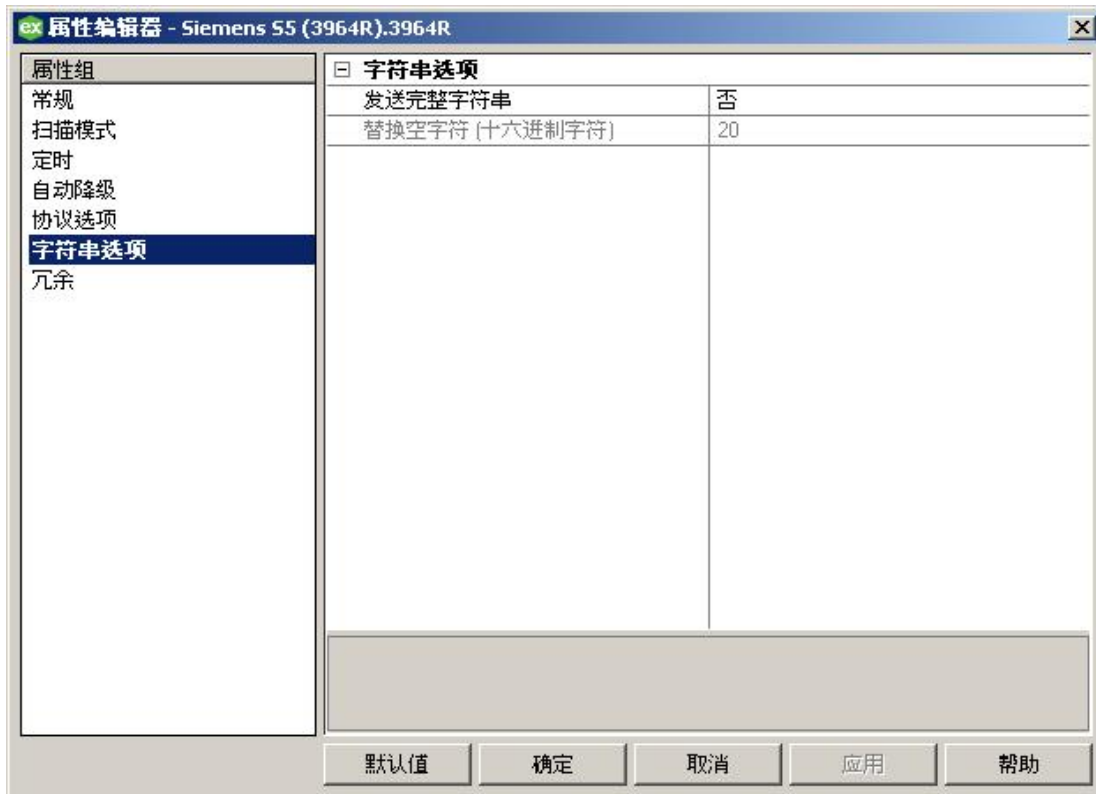 ex 属性编辑器 - Siemens S5 (3964R).3964R
属性组
常规
扫描模式
定时
自动降级
协议选项
字符串选项
冗余
字符串选项
发送完整字符串 否
替换空字符 (十六进制字符) 20
默认值 确定 取消 应用 帮助